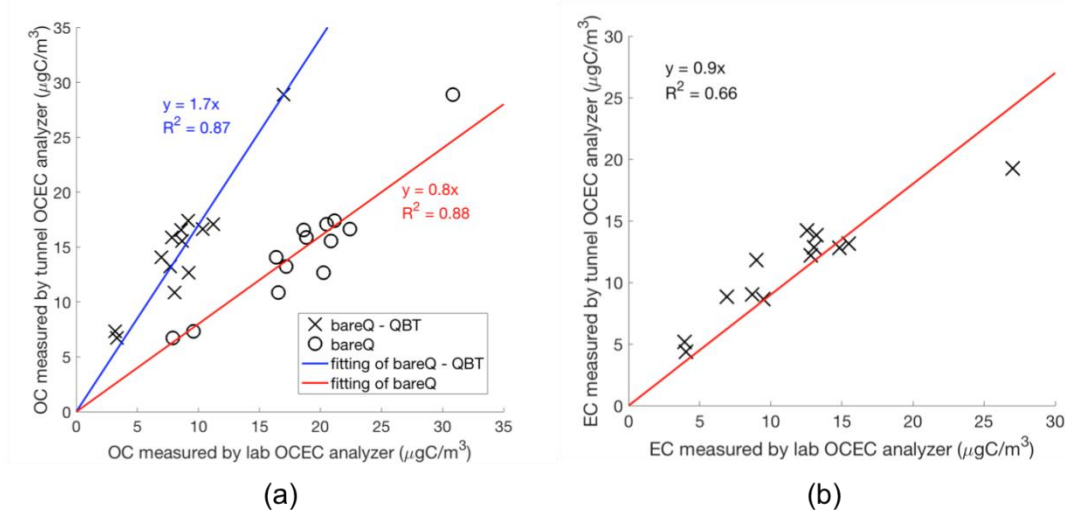 35
30
25
20
15
10
5
0
0 5 10 15 20 25 30 35
OC measured by tunnel OCEC analyzer (μgC/m³)
OC measured by lab OCEC analyzer (μgC/m³)
y = 1.7x
R² = 0.87
y = 0.8x
R² = 0.88
bareQ - QBT
bareQ
fitting of bareQ - QBT
fitting of bareQ
(a)
30
25
20
15
10
5
0
0 5 10 15 20 25 30
EC measured by tunnel OCEC analyzer (μgC/m³)
EC measured by lab OCEC analyzer (μgC/m³)
y = 0.9x
R² = 0.66
(b)